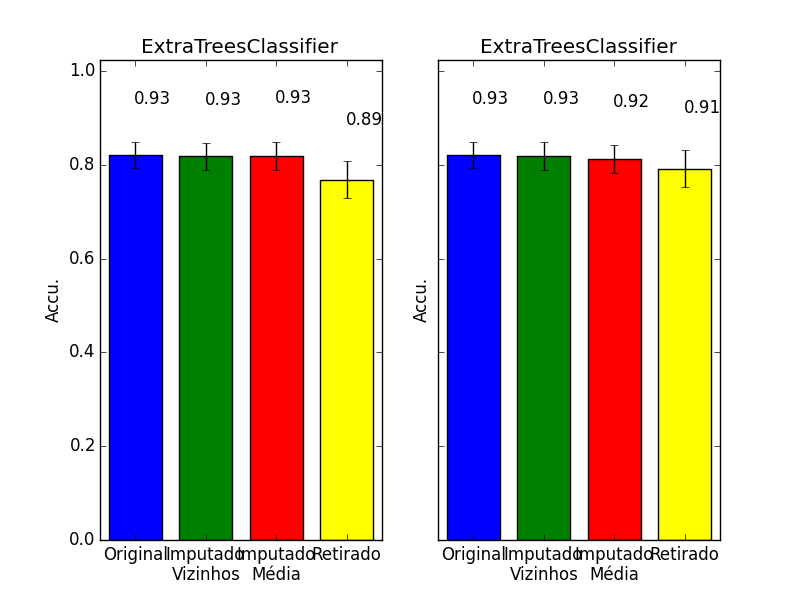 ExtraTreesClassifier
0.93
0.93
0.93
0.89
1.0
0.8
0.6
0.4
0.2
0.0
Accu.
Original
Imputado
Vizinhos
Imputado
Média
Retirado
ExtraTreesClassifier
0.93
0.93
0.92
0.91
Accu.
Original
Imputado
Vizinhos
Imputado
Média
Retirado